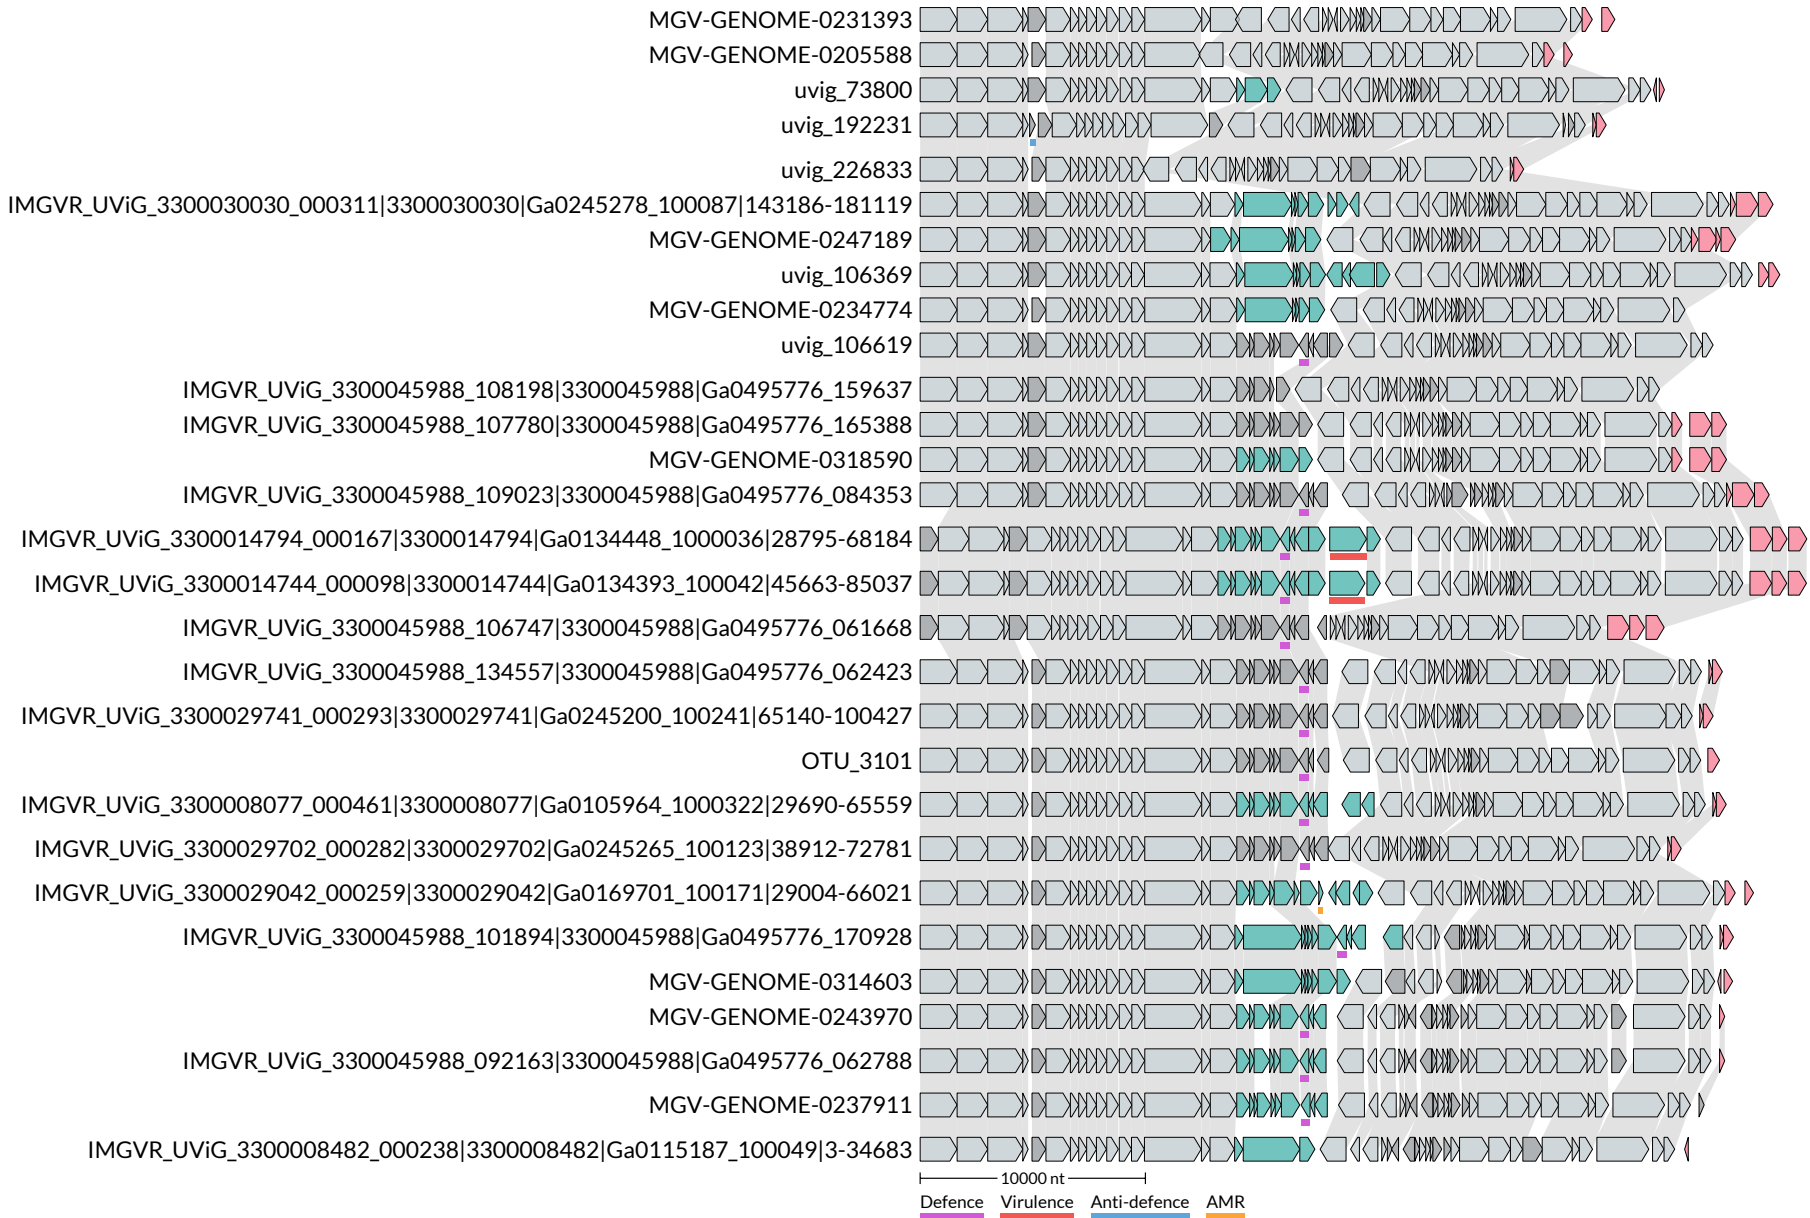 MGV-GENOME-0231393
MGV-GENOME-0205588
uvig_73800
uvig_192231
uvig_226833
IMGVR_UViG_3300030030_000311|3300030030|Ga0245278_100087|143186-181119
MGV-GENOME-0247189
uvig_106369
MGV-GENOME-0234774
uvig_106619
IMGVR_UViG_3300045988_108198|3300045988|Ga0495776_159637
IMGVR_UViG_3300045988_107780|3300045988|Ga0495776_165388
MGV-GENOME-0318590
IMGVR_UViG_3300045988_109023|3300045988|Ga0495776_084353
IMGVR_UViG_3300014794_000167|3300014794|Ga0134448_1000036|28795-68184
IMGVR_UViG_3300014744_000098|3300014744|Ga0134393_100042|45663-85037
IMGVR_UViG_3300045988_106747|3300045988|Ga0495776_061668
IMGVR_UViG_3300045988_134557|3300045988|Ga0495776_062423
IMGVR_UViG_3300029741_000293|3300029741|Ga0245200_100241|65140-100427
OTU_3101
IMGVR_UViG_3300008077_000461|3300008077|Ga0105964_1000322|29690-65559
IMGVR_UViG_3300029702_000282|3300029702|Ga0245265_100123|38912-72781
IMGVR_UViG_3300029042_000259|3300029042|Ga0169701_100171|29004-66021
IMGVR_UViG_3300045988_101894|3300045988|Ga0495776_170928
MGV-GENOME-0314603
MGV-GENOME-0243970
IMGVR_UViG_3300045988_092163|3300045988|Ga0495776_062788
MGV-GENOME-0237911
IMGVR_UViG_3300008482_000238|3300008482|Ga0115187_100049|3-34683
10000 nt
Defence Virulence Anti-defence AMR